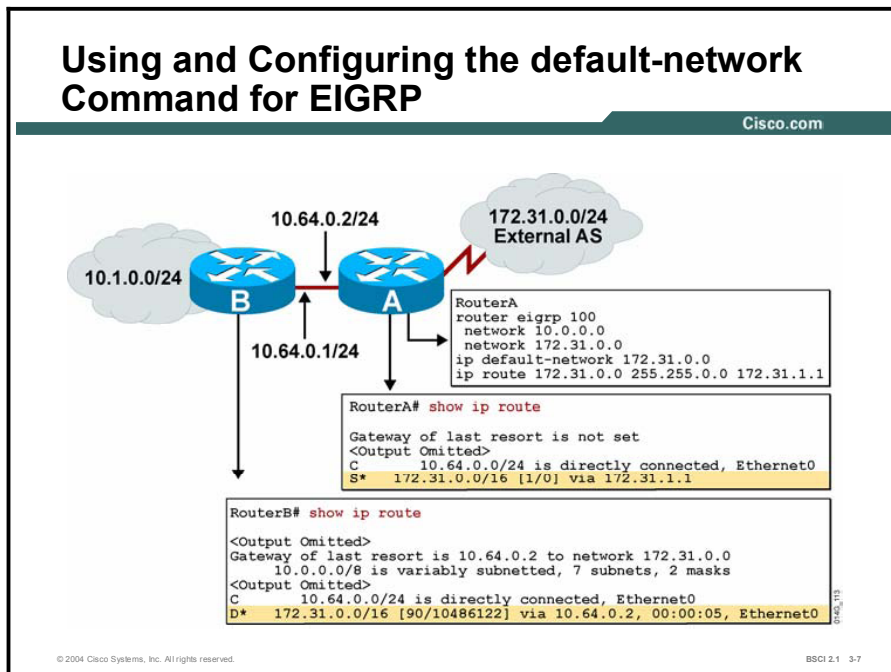 Using and Configuring the default-network
Command for EIGRP
Cisco.com
10.64.0.2/24
172.31.0.0/24
External AS
10.1.0.0/24
B
A
10.64.0.1/24
RouterA
router eigrp 100
network 10.0.0.0
network 172.31.0.0
ip default-network 172.31.0.0
ip route 172.31.0.0 255.255.0.0 172.31.1.1
RouterA# show ip route
Gateway of last resort is not set
<Output Omitted>
C 10.64.0.0/24 is directly connected, Ethernet0
S* 172.31.0.0/16 [1/0] via 172.31.1.1
RouterB# show ip route
<Output Omitted>
Gateway of last resort is 10.64.0.2 to network 172.31.0.0
10.0.0.0/8 is variably subnetted, 7 subnets, 2 masks
<Output Omitted>
C 10.64.0.0/24 is directly connected, Ethernet0
D* 172.31.0.0/16 [90/10486122] via 10.64.0.2, 00:00:05, Ethernet0
© 2004 Cisco Systems, Inc. All rights reserved.
BSCI 2.1 3-7